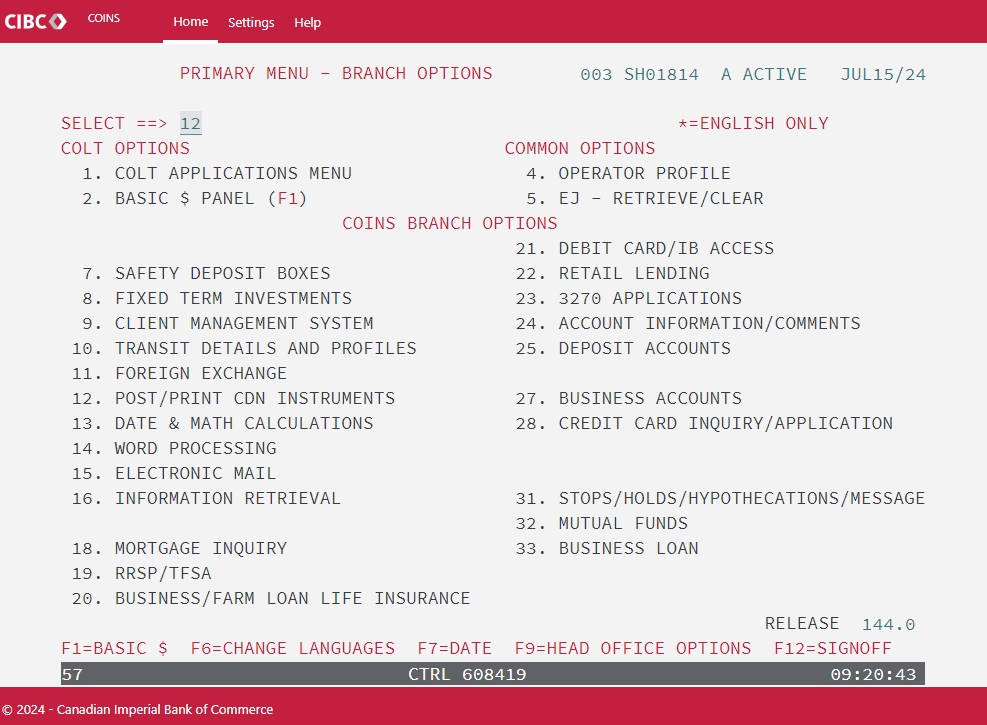 CIBC COINS Home Settings Help
PRIMARY MENU - BRANCH OPTIONS 003 SH01814 A ACTIVE JUL15/24
SELECT ==> 12 *=ENGLISH ONLY
COLT OPTIONS COMMON OPTIONS
1. COLT APPLICATIONS MENU 4. OPERATOR PROFILE
2. BASIC $ PANEL (F1) 5. EJ - RETRIEVE/CLEAR
COINS BRANCH OPTIONS
21. DEBIT CARD/IB ACCESS
7. SAFETY DEPOSIT BOXES 22. RETAIL LENDING
8. FIXED TERM INVESTMENTS 23. 3270 APPLICATIONS
9. CLIENT MANAGEMENT SYSTEM 24. ACCOUNT INFORMATION/COMMENTS
10. TRANSIT DETAILS AND PROFILES 25. DEPOSIT ACCOUNTS
11. FOREIGN EXCHANGE
12. POST/PRINT CDN INSTRUMENTS 27. BUSINESS ACCOUNTS
13. DATE & MATH CALCULATIONS 28. CREDIT CARD INQUIRY/APPLICATION
14. WORD PROCESSING
15. ELECTRONIC MAIL
16. INFORMATION RETRIEVAL 31. STOPS/HOLDS/HYPOTHECATIONS/MESSAGE
32. MUTUAL FUNDS
18. MORTGAGE INQUIRY 33. BUSINESS LOAN
19. RRSP/TFSA
20. BUSINESS/FARM LOAN LIFE INSURANCE
RELEASE 144.0
F1=BASIC $ F6=CHANGE LANGUAGES F7=DATE F9=HEAD OFFICE OPTIONS F12=SIGNOFF
57 CTRL 608419 09:20:43
© 2024 - Canadian Imperial Bank of Commerce